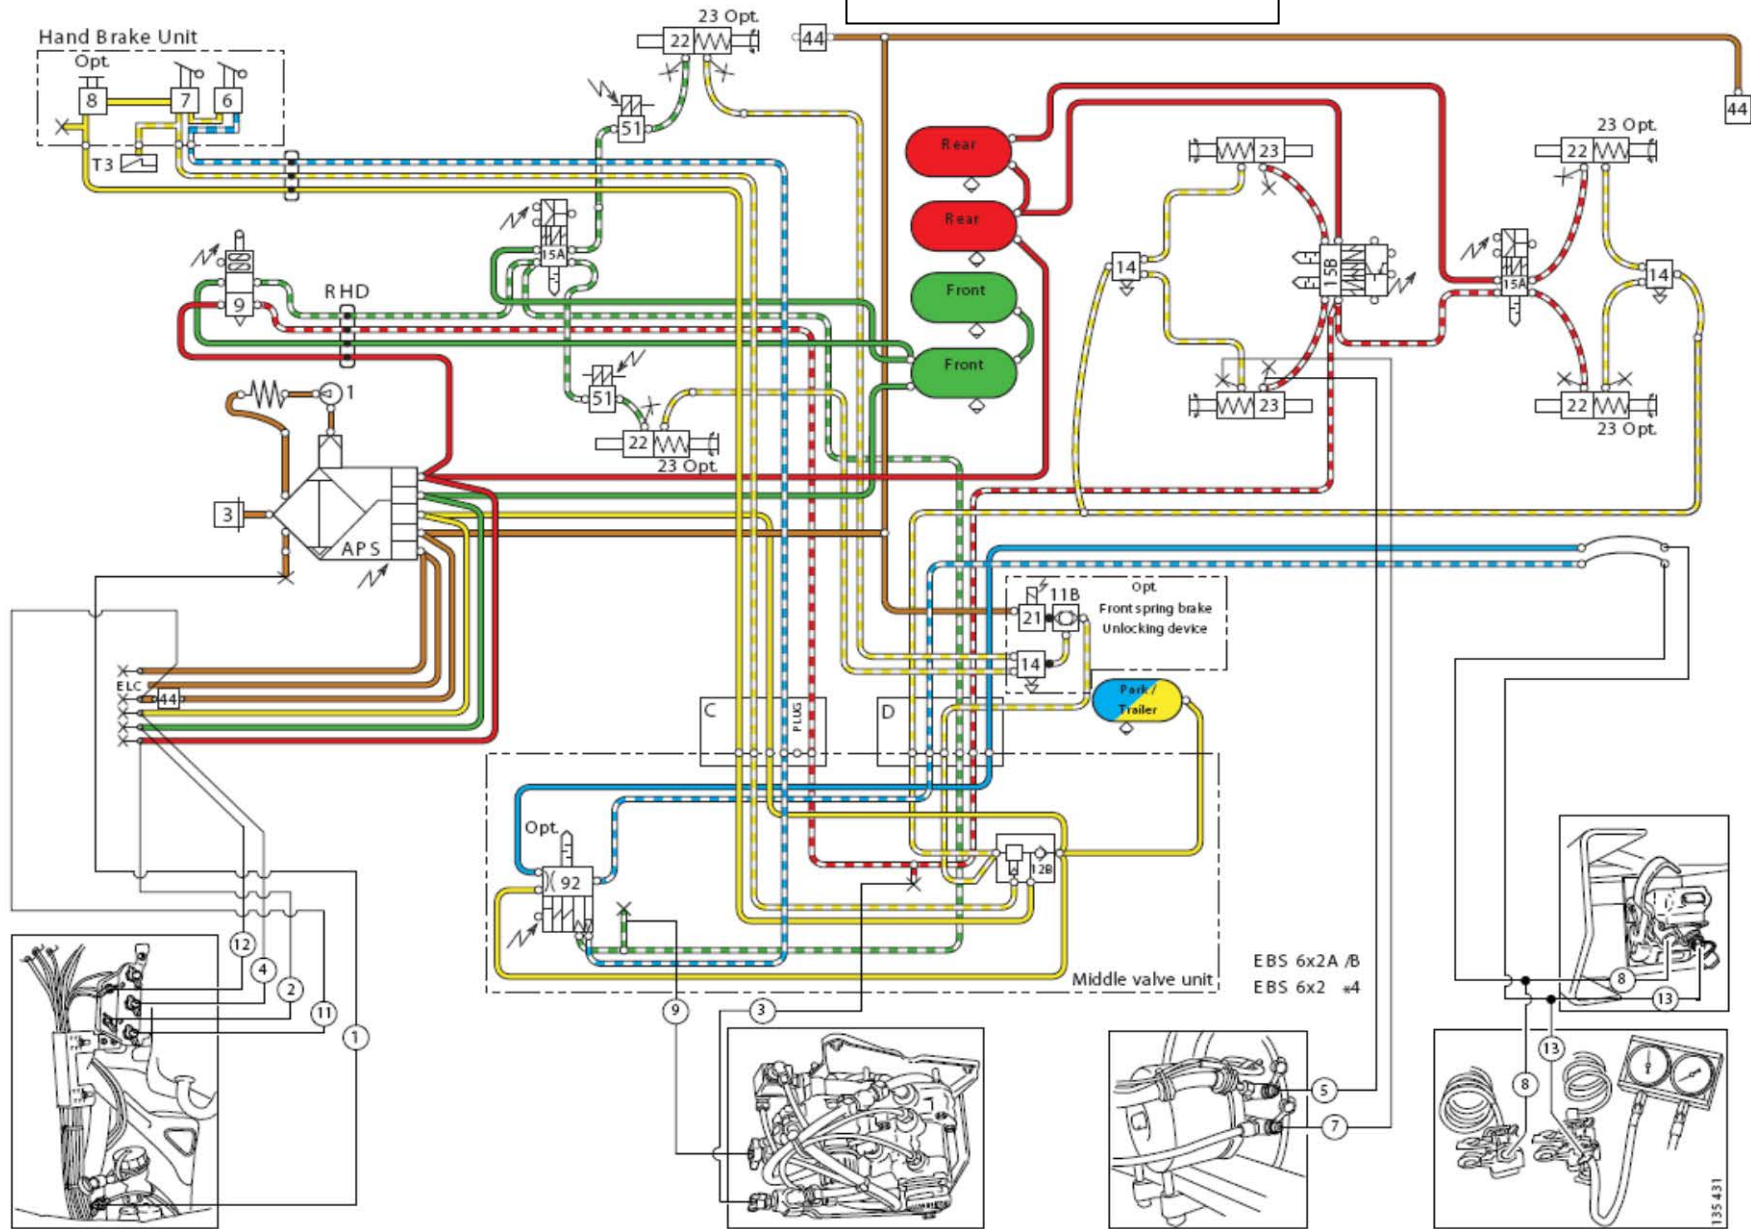 23 Opt.
Hand Brake Unit
Opt.
8
7
6
T3
22
44
44
51
Rear
Rear
Front
Front
23
23 Opt.
22
15A
14
15B
15A
14
9
RHD
1
51
22
23 Opt.
23
22
23 Opt.
3
APS
Opt.
21
11B
Front spring brake
Unlocking device
14
ELC
44
C
PLUG
D
Park /
Trailer
Opt.
92
12B
Middle valve unit
EBS 6x2A /B
EBS 6x2 *4
12
4
2
11
1
9
3
5
7
8
13
8
13
135 431